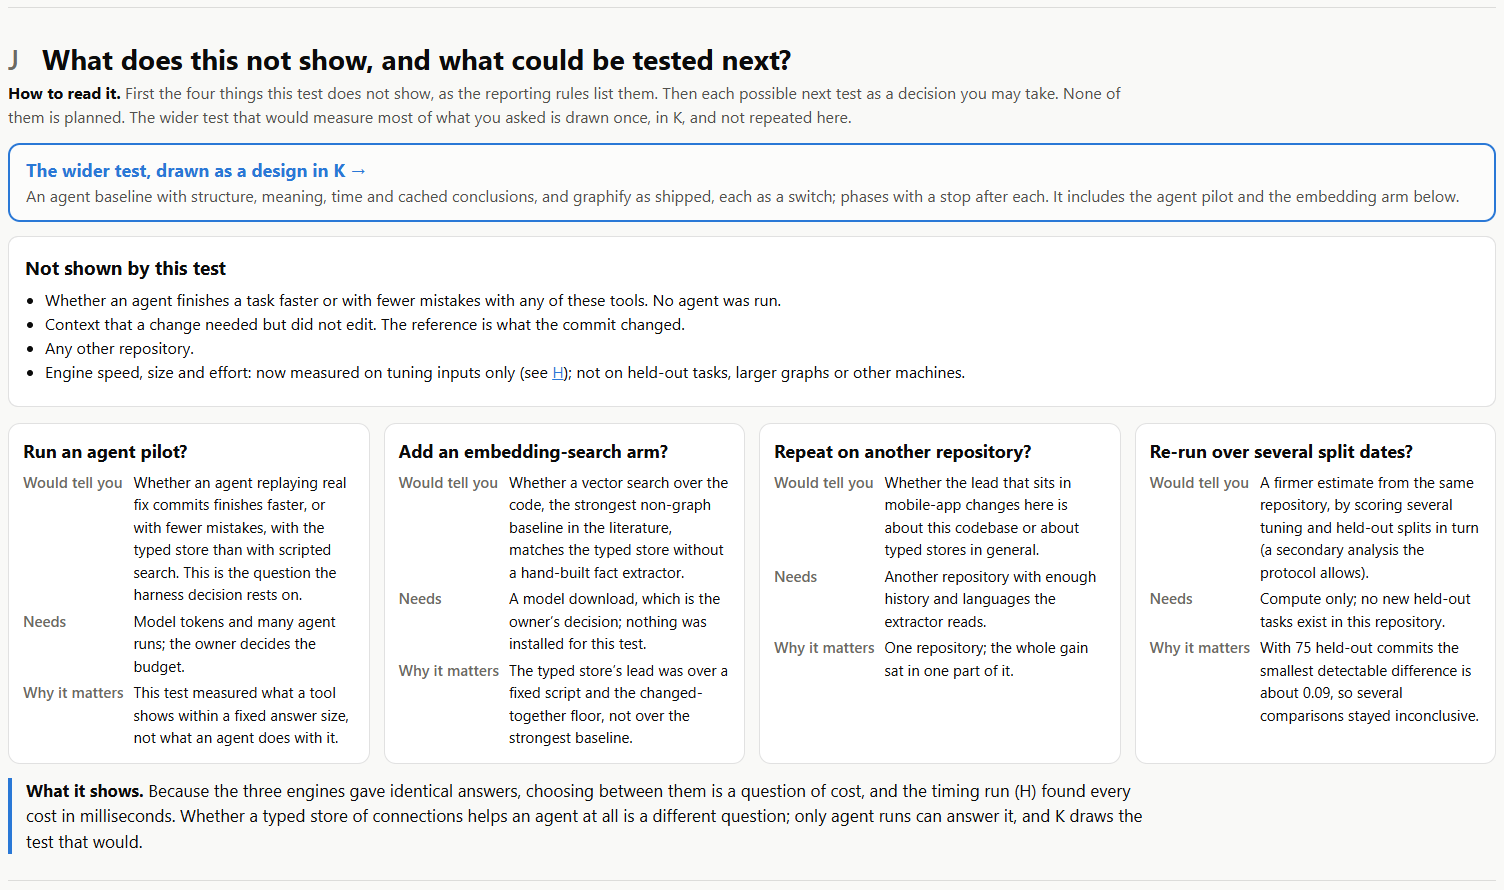 J What does this not show, and what could be tested next?
How to read it. First the four things this test does not show, as the reporting rules list them. Then each possible next test as a decision you may take. None of
them is planned. The wider test that would measure most of what you asked is drawn once, in K, and not repeated here.
The wider test, drawn as a design in K →
An agent baseline with structure, meaning, time and cached conclusions, and graphify as shipped, each as a switch; phases with a stop after each. It includes the agent pilot and the embedding arm below.
Not shown by this test
• Whether an agent finishes a task faster or with fewer mistakes with any of these tools. No agent was run.
• Context that a change needed but did not edit. The reference is what the commit changed.
• Any other repository.
• Engine speed, size and effort: now measured on tuning inputs only (see H); not on held-out tasks, larger graphs or other machines.
Run an agent pilot?
Would tell you Whether an agent replaying real
fix commits finishes faster, or
with fewer mistakes, with the
typed store than with scripted
search. This is the question the
harness decision rests on.
Needs Model tokens and many agent
runs; the owner decides the
budget.
Why it matters This test measured what a tool
shows within a fixed answer size,
not what an agent does with it.
Add an embedding-search arm?
Would tell you Whether a vector search over the
code, the strongest non-graph
baseline in the literature,
matches the typed store without
a hand-built fact extractor.
Needs A model download, which is the
owner's decision; nothing was
installed for this test.
Why it matters The typed store's lead was over a
fixed script and the changed-
together floor, not over the
strongest baseline.
Repeat on another repository?
Would tell you Whether the lead that sits in
mobile-app changes here is
about this codebase or about
typed stores in general.
Needs Another repository with enough
history and languages the
extractor reads.
Why it matters One repository; the whole gain
sat in one part of it.
Re-run over several split dates?
Would tell you A firmer estimate from the same
repository, by scoring several
tuning and held-out splits in turn
(a secondary analysis the
protocol allows).
Needs Compute only; no new held-out
tasks exist in this repository.
Why it matters With 75 held-out commits the
smallest detectable difference is
about 0.09, so several
comparisons stayed inconclusive.
What it shows. Because the three engines gave identical answers, choosing between them is a question of cost, and the timing run (H) found every
cost in milliseconds. Whether a typed store of connections helps an agent at all is a different question; only agent runs can answer it, and K draws the
test that would.